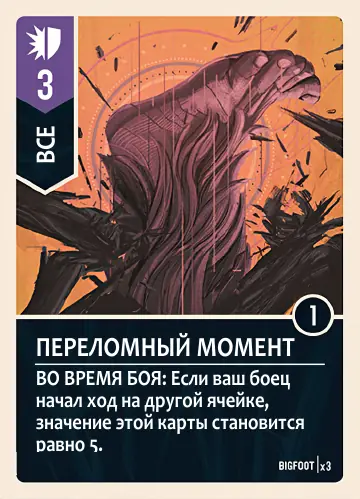 3
ВСЕ
1
ПЕРЕЛОМНЫЙ МОМЕНТ
ВО ВРЕМЯ БОЯ: Если ваш боец
начал ход на другой ячейке,
значение этой карты становится
равно 5.
BIGFOOT | x3